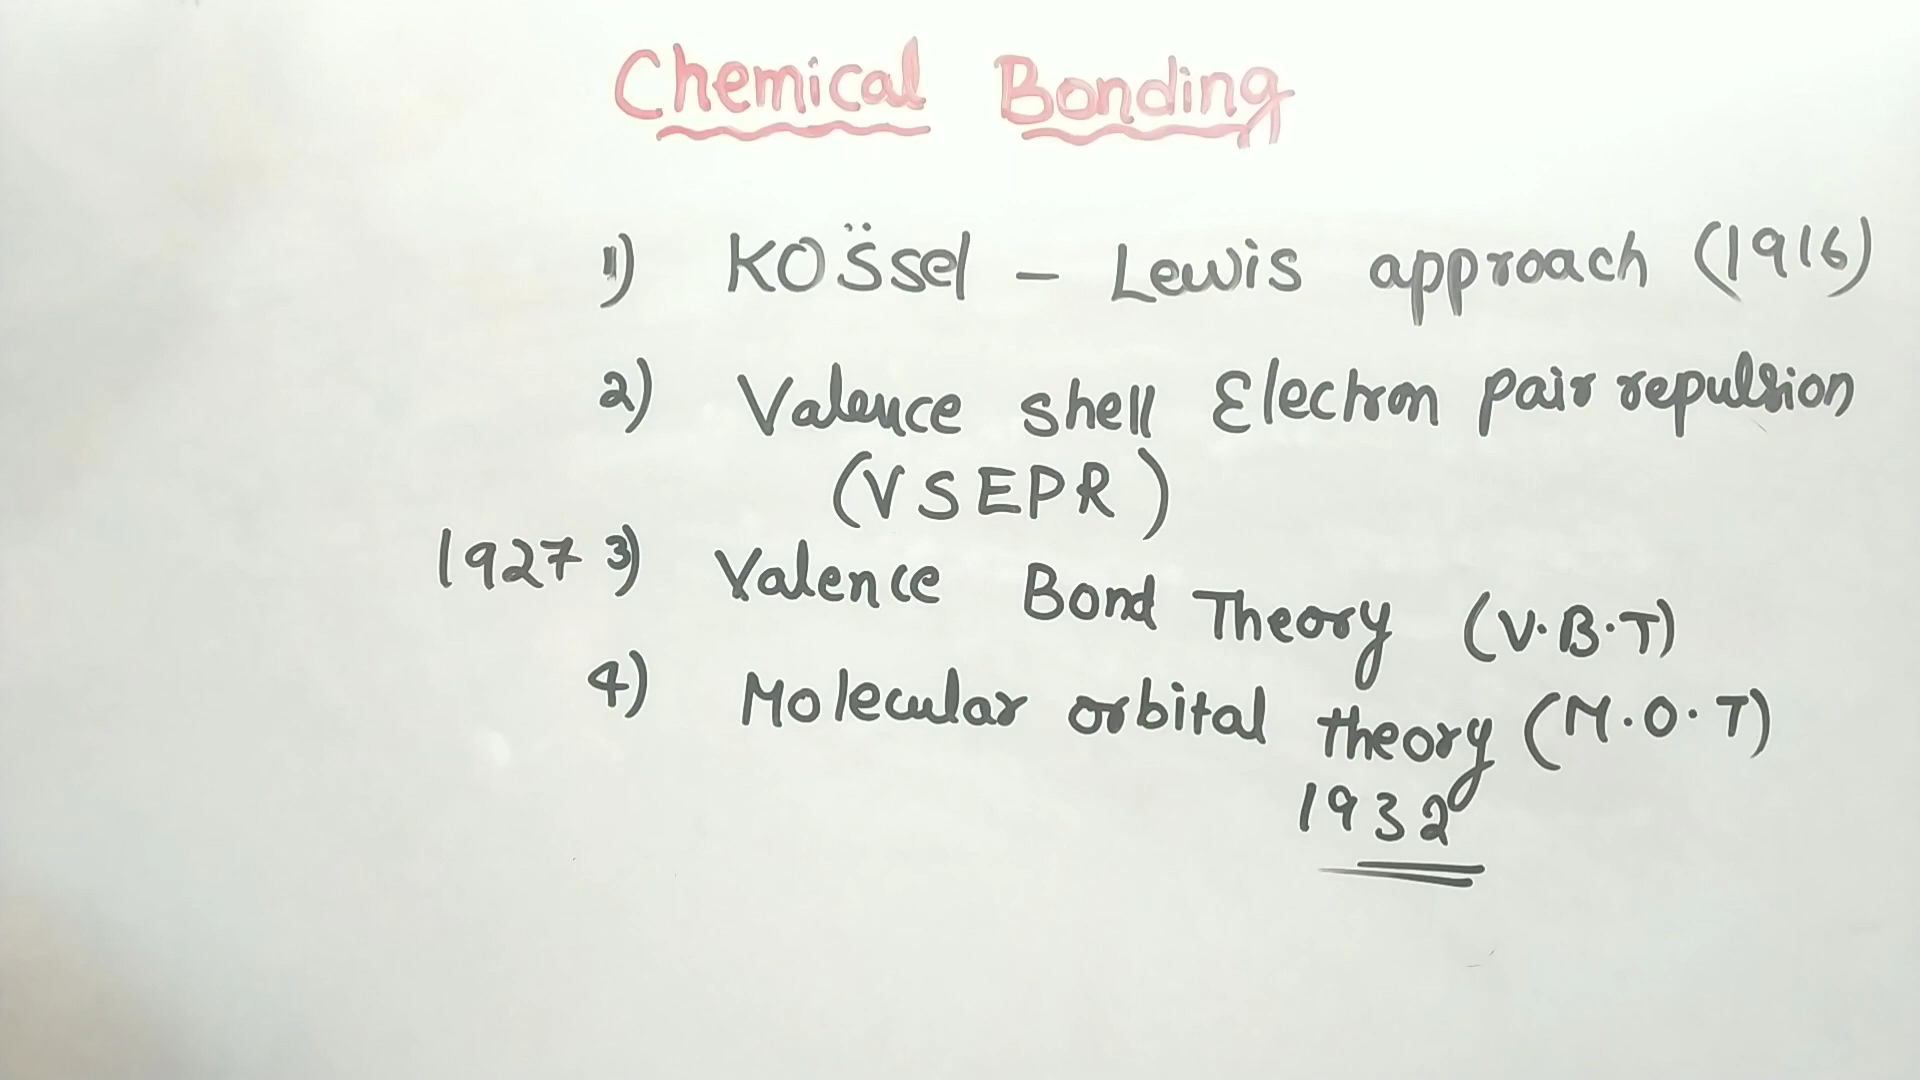 Chemical Bonding
1) KÖssel - Lewis approach (1916)
2) Valence shell Electron pair repulsion
(VSEPR)
1927 3) Valence Bond Theory (V.B.T)
4) Molecular orbital theory (M.O.T)
1932